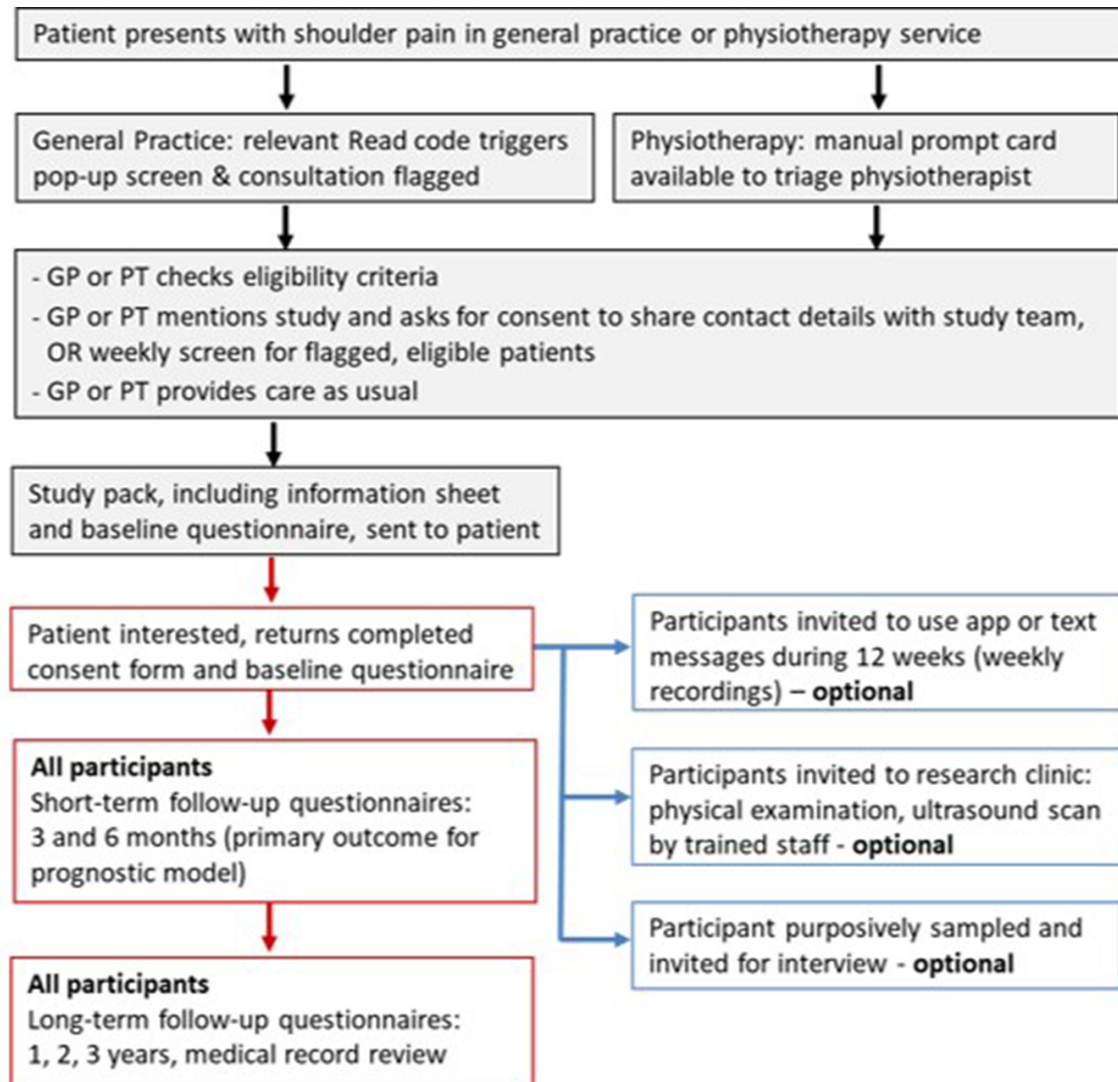 Patient presents with shoulder pain in general practice or physiotherapy service
General Practice: relevant Read code triggers
pop-up screen & consultation flagged
Physiotherapy: manual prompt card
available to triage physiotherapist
- GP or PT checks eligibility criteria
- GP or PT mentions study and asks for consent to share contact details with study team,
OR weekly screen for flagged, eligible patients
- GP or PT provides care as usual
Study pack, including information sheet
and baseline questionnaire, sent to patient
Patient interested, returns completed
consent form and baseline questionnaire
Participants invited to use app or text
messages during 12 weeks (weekly
recordings) – optional
All participants
Short-term follow-up questionnaires:
3 and 6 months (primary outcome for
prognostic model)
Participants invited to research clinic:
physical examination, ultrasound scan
by trained staff - optional
Participant purposively sampled and
invited for interview - optional
All participants
Long-term follow-up questionnaires:
1, 2, 3 years, medical record review